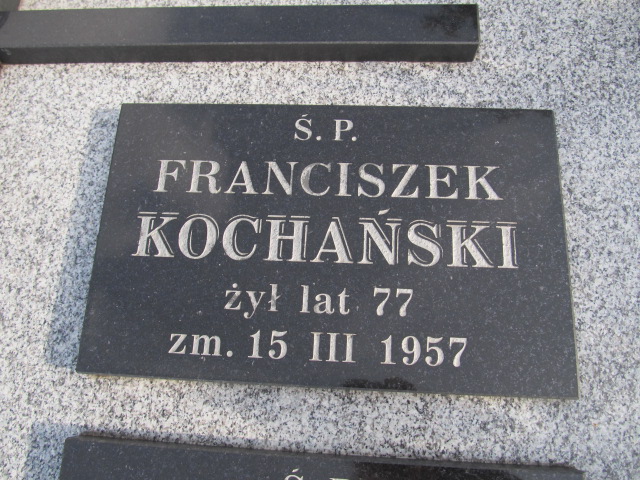 Ś. P.
FRANCISZEK
KOCHAŃSKI
żył lat 77
zm. 15 III 1957
Ś. P.